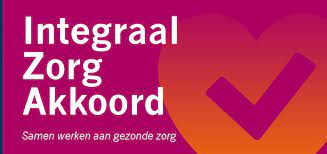 Integraal
Zorg
Akkoord
Samen werken aan gezonde zorg